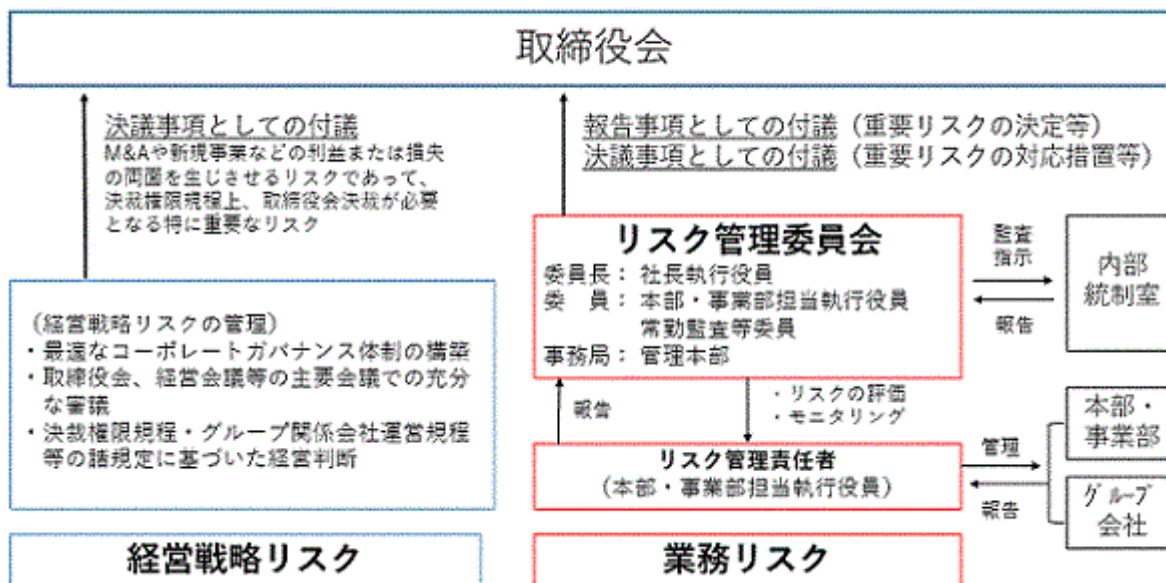 取締役会
決議事項としての付議
M&Aや新規事業などの利益または損失
の両面を生じさせるリスクであって、
決裁権限規程上、取締役会決裁が必要
となる特に重要なリスク
報告事項としての付議（重要リスクの決定等）
決議事項としての付議（重要リスクの対応措置等）
（経営戦略リスクの管理）
・最適なコーポレートガバナンス体制の構築
・取締役会、経営会議等の主要会議での充分
な審議
・決裁権限規程・グループ関係会社運営規程
等の諸規定に基づいた経営判断
経営戦略リスク
リスク管理委員会
委員長： 社長執行役員
委　員： 本部・事業部担当執行役員
常勤監査等委員
事務局： 管理本部
監査
指示
報告
内部
統制室
報告
・リスクの評価
・モニタリング
リスク管理責任者
（本部・事業部担当執行役員）
管理
報告
本部・
事業部
グループ
会社
業務リスク